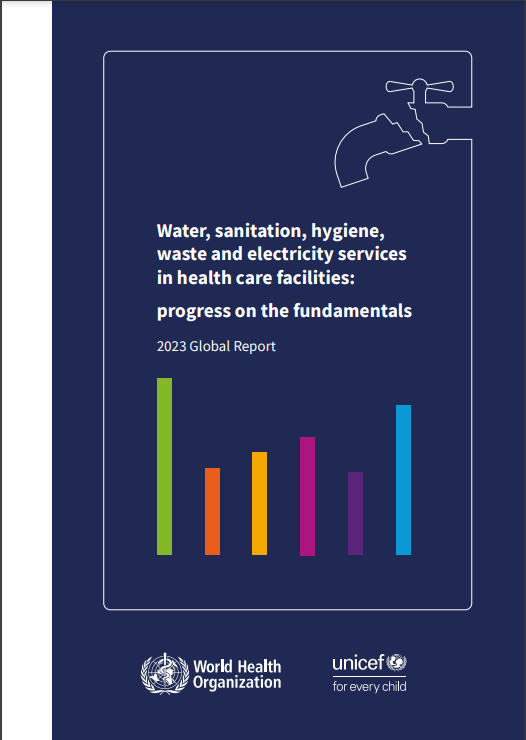 Water, sanitation, hygiene,
waste and electricity services
in health care facilities:
progress on the fundamentals
2023 Global Report
World Health
Organization
unicef
for every child